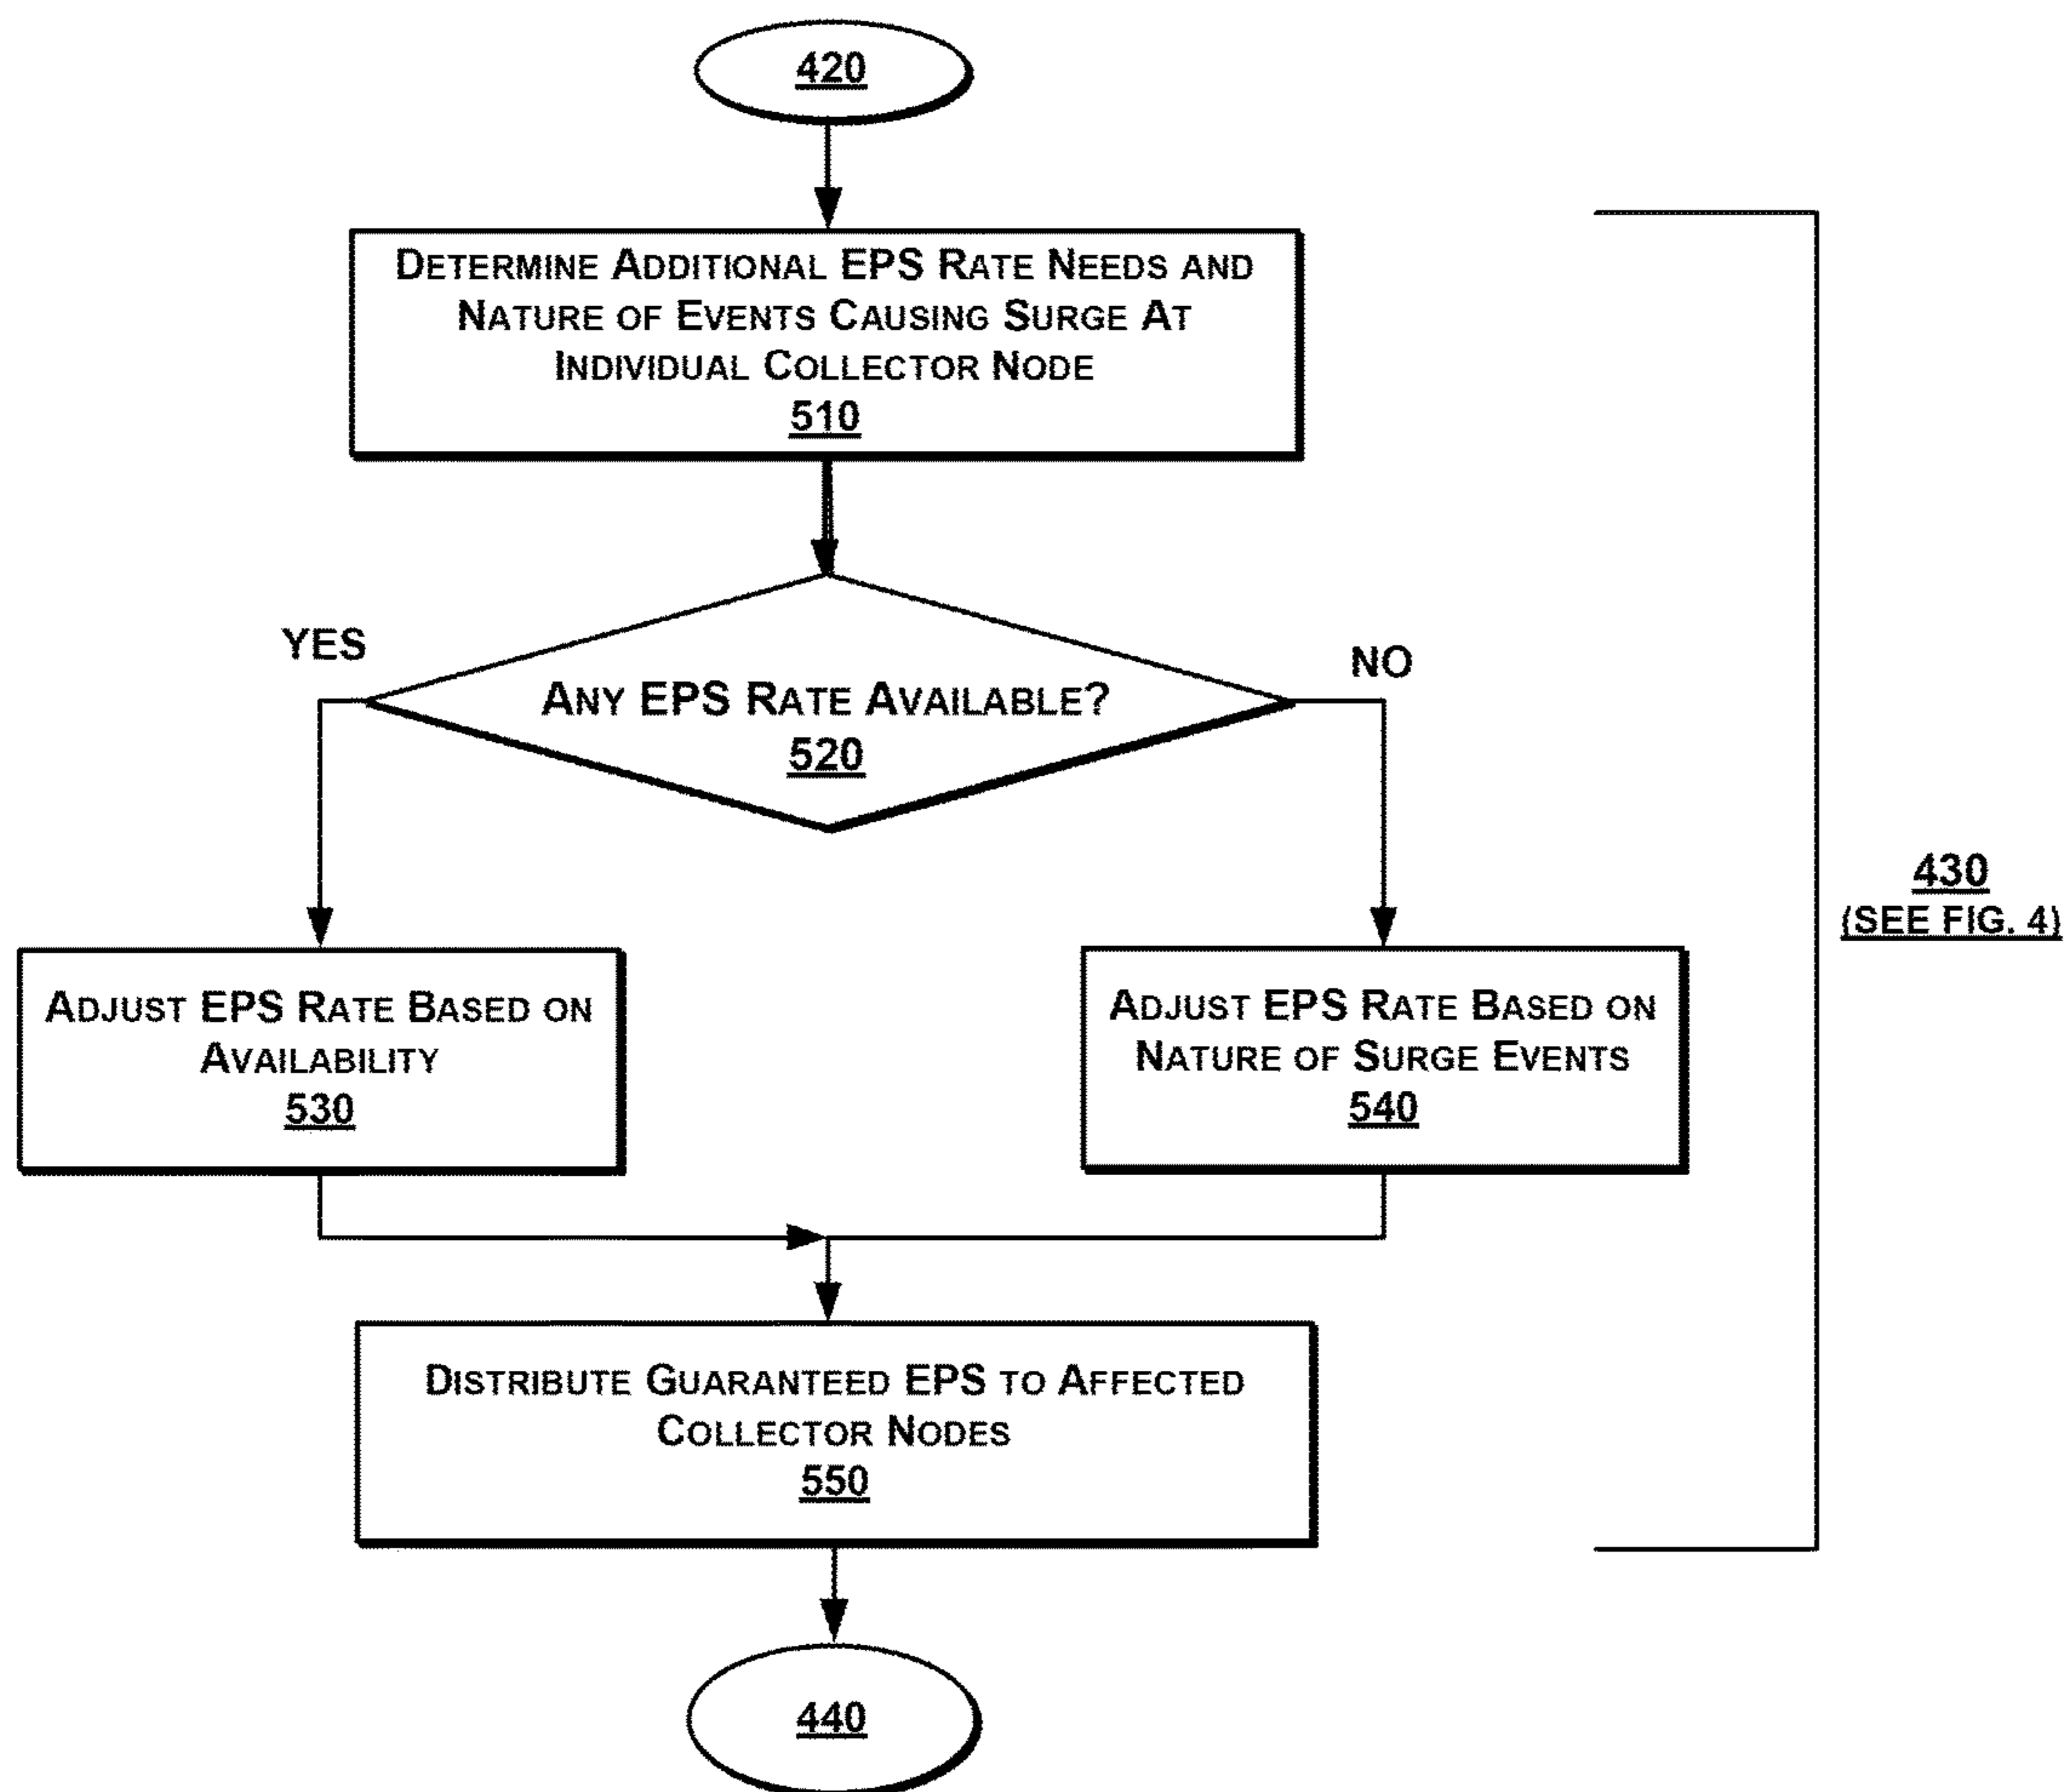 420
DETERMINE ADDITIONAL EPS RATE NEEDS AND
NATURE OF EVENTS CAUSING SURGE AT
INDIVIDUAL COLLECTOR NODE
510
YES
NO
ANY EPS RATE AVAILABLE?
520
430
(SEE FIG. 4)
ADJUST EPS RATE BASED ON
AVAILABILITY
530
ADJUST EPS RATE BASED ON
NATURE OF SURGE EVENTS
540
DISTRIBUTE GUARANTEED EPS TO AFFECTED
COLLECTOR NODES
550
440